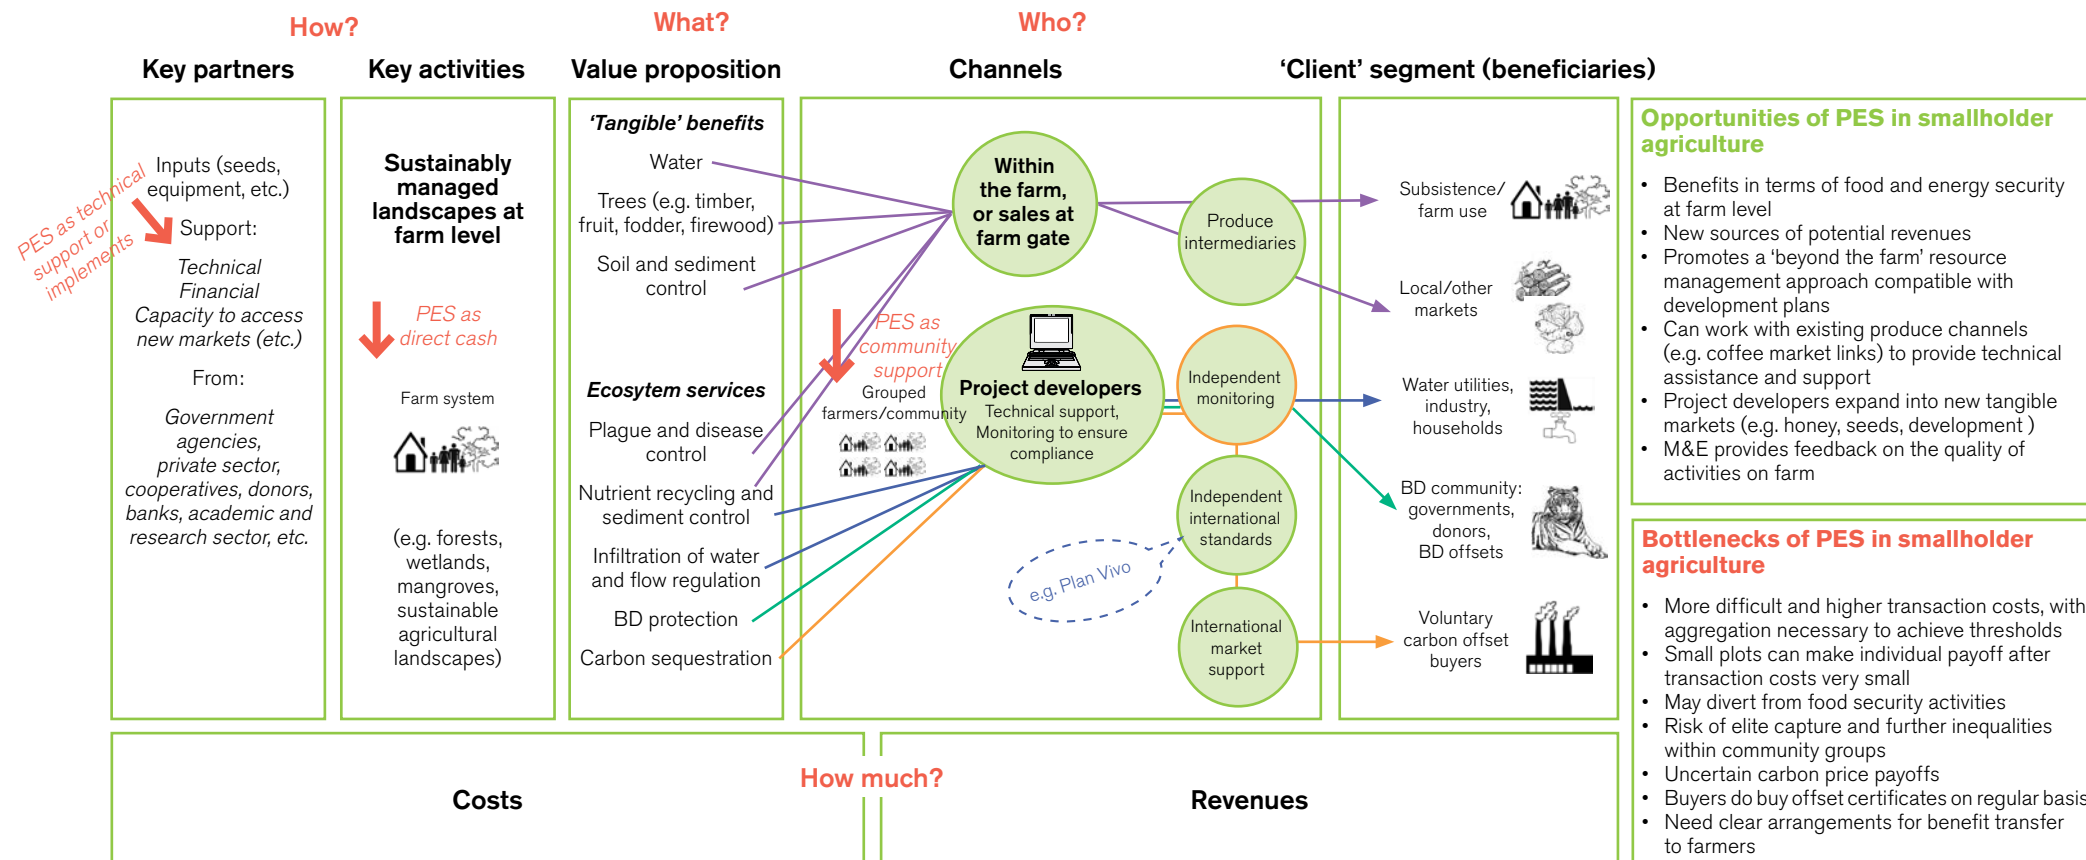 How?
What?
Who?
Key partners
Key activities
Value proposition
Channels
‘Client’ segment (beneficiaries)
Inputs (seeds,
equipment, etc.)
Support:
Technical
Financial
Capacity to access
new markets (etc.)
From:
Government
agencies,
private sector,
cooperatives, donors,
banks, academic and
research sector, etc.
PES as technical
support or
implements
Sustainably
managed
landscapes at
farm level
PES as
direct cash
Farm system
(e.g. forests,
wetlands,
mangroves,
sustainable
agricultural
landscapes)
‘Tangible’ benefits
Water
Trees (e.g. timber,
fruit, fodder, firewood)
Soil and sediment
control
Ecosytem services
Plague and disease
control
Nutrient recycling and
sediment control
Infiltration of water
and flow regulation
BD protection
Carbon sequestration
Within
the farm,
or sales at
farm gate
Produce
intermediaries
PES as
community
support
Grouped
farmers/community
Project developers
Technical support,
Monitoring to ensure
compliance
Independent
monitoring
Independent
international
standards
e.g. Plan Vivo
International
market
support
Subsistence/
farm use
Local/other
markets
Water utilities,
industry,
households
BD community:
governments,
donors,
BD offsets
Voluntary
carbon offset
buyers
Opportunities of PES in smallholder
agriculture
• Benefits in terms of food and energy security
at farm level
• New sources of potential revenues
• Promotes a ‘beyond the farm’ resource
management approach compatible with
development plans
• Can work with existing produce channels
(e.g. coffee market links) to provide technical
assistance and support
• Project developers expand into new tangible
markets (e.g. honey, seeds, development )
• M&E provides feedback on the quality of
activities on farm
Bottlenecks of PES in smallholder
agriculture
• More difficult and higher transaction costs, with
aggregation necessary to achieve thresholds
• Small plots can make individual payoff after
transaction costs very small
• May divert from food security activities
• Risk of elite capture and further inequalities
within community groups
• Uncertain carbon price payoffs
• Buyers do buy offset certificates on regular basis
• Need clear arrangements for benefit transfer
to farmers
How much?
Costs
Revenues